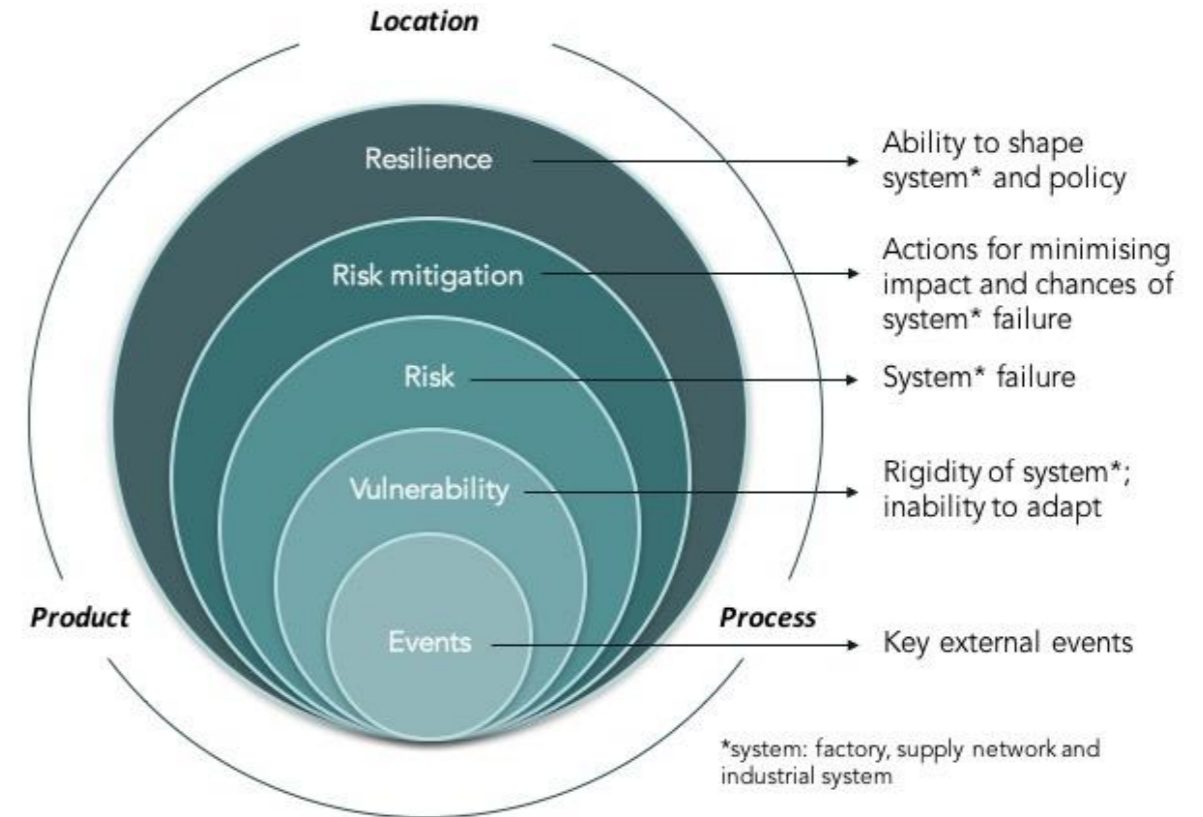 Location
Resilience
Ability to shape
system* and policy
Risk mitigation
Actions for minimising
impact and chances of
system* failure
Risk
System* failure
Vulnerability
Rigidity of system*;
inability to adapt
Product
Process
Events
Key external events
*system: factory, supply network and
industrial system